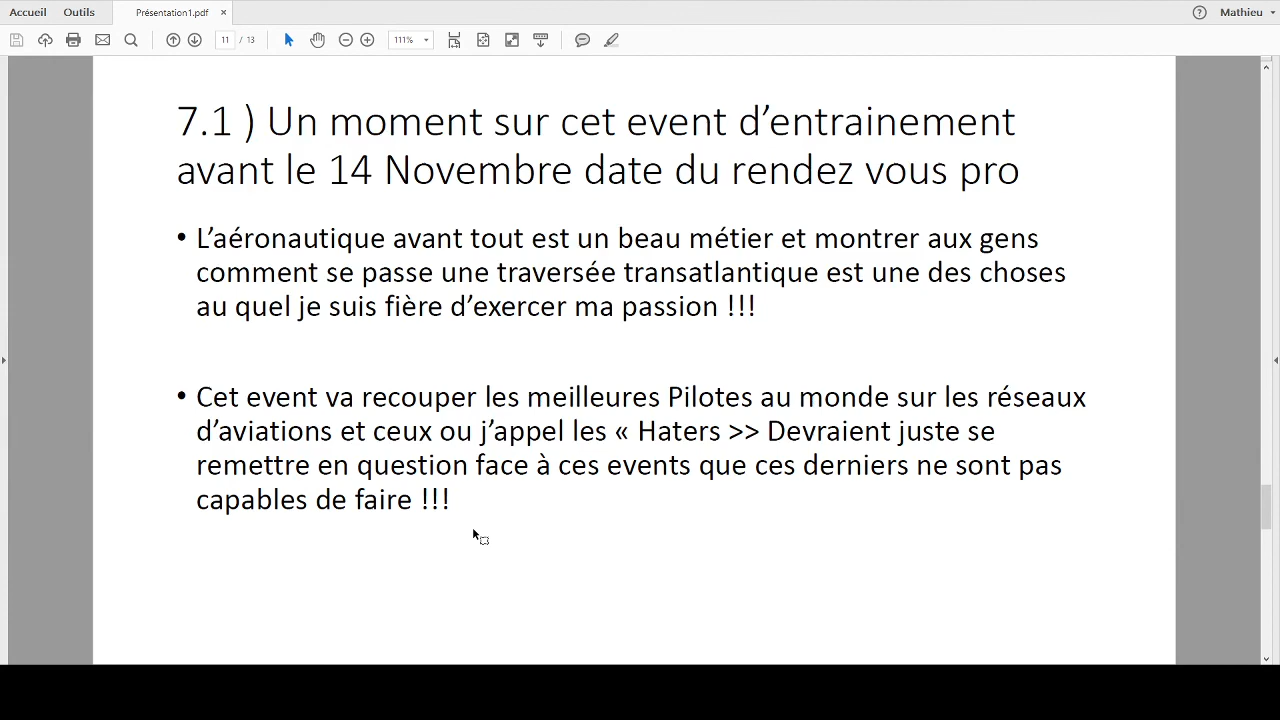 Accueil Outils Présentation1.pdf × Mathieu
11 / 13 111%
7.1 ) Un moment sur cet event d’entrainement
avant le 14 Novembre date du rendez vous pro
• L’aéronautique avant tout est un beau métier et montrer aux gens
comment se passe une traversée transatlantique est une des choses
au quel je suis fière d’exercer ma passion !!!
• Cet event va recouper les meilleures Pilotes au monde sur les réseaux
d’aviations et ceux ou j’appel les « Haters >> Devraient juste se
remettre en question face à ces events que ces derniers ne sont pas
capables de faire !!!